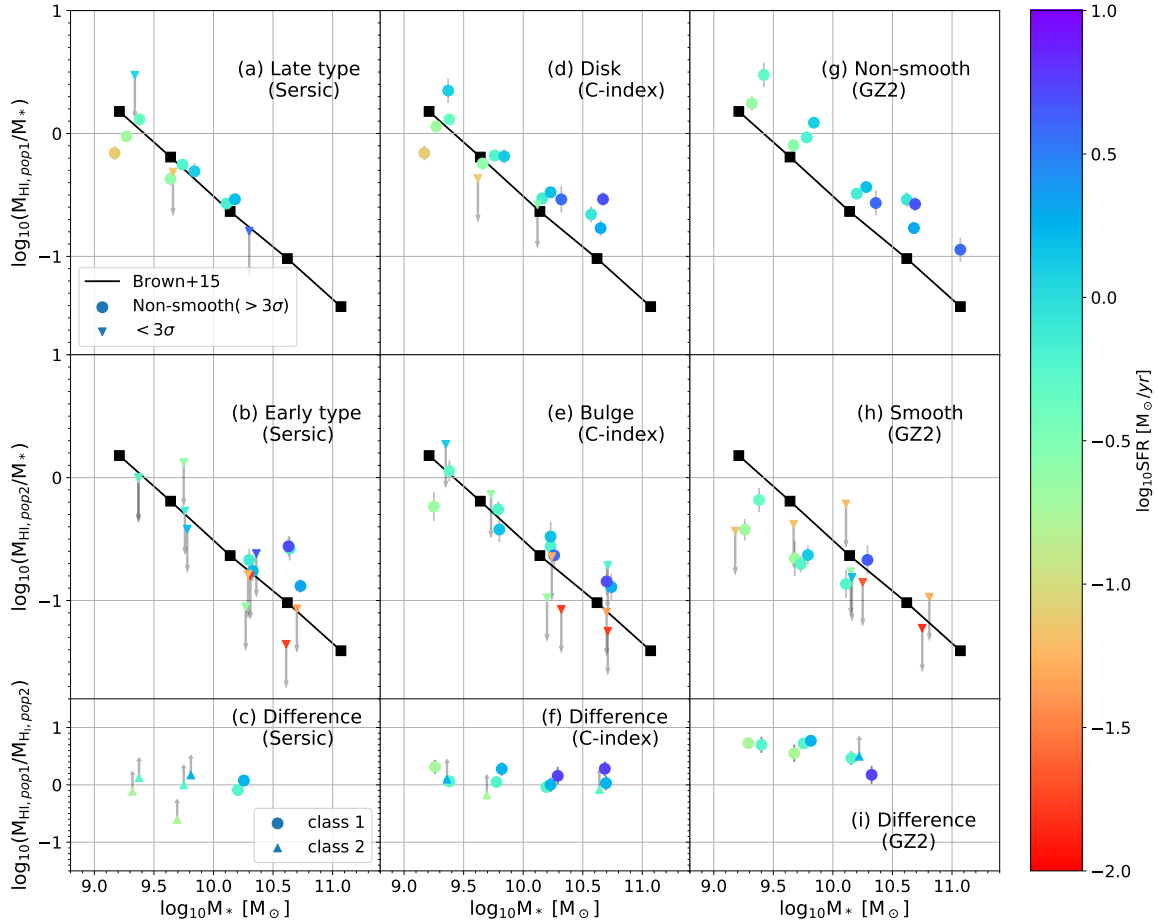 1
0
−1
log10(MHI,pop1/M*)
(a) Late type
(Sersic)
Brown+15
Non-smooth(>3σ)
<3σ
(d) Disk
(C-index)
(g) Non-smooth
(GZ2)
1
0
−1
log10(MHI,pop2/M*)
(b) Early type
(Sersic)
(e) Bulge
(C-index)
(h) Smooth
(GZ2)
1
0
−1
log10(MHI,pop1/MHI,pop2)
(c) Difference
(Sersic)
class 1
class 2
(f) Difference
(C-index)
(i) Difference
(GZ2)
9.0 9.5 10.0 10.5 11.0
9.0 9.5 10.0 10.5 11.0
9.0 9.5 10.0 10.5 11.0
log10M* [M⊙]
log10M* [M⊙]
log10M* [M⊙]
1.0
0.5
0.0
−0.5
−1.0
−1.5
−2.0
log10SFR [M⊙/yr]